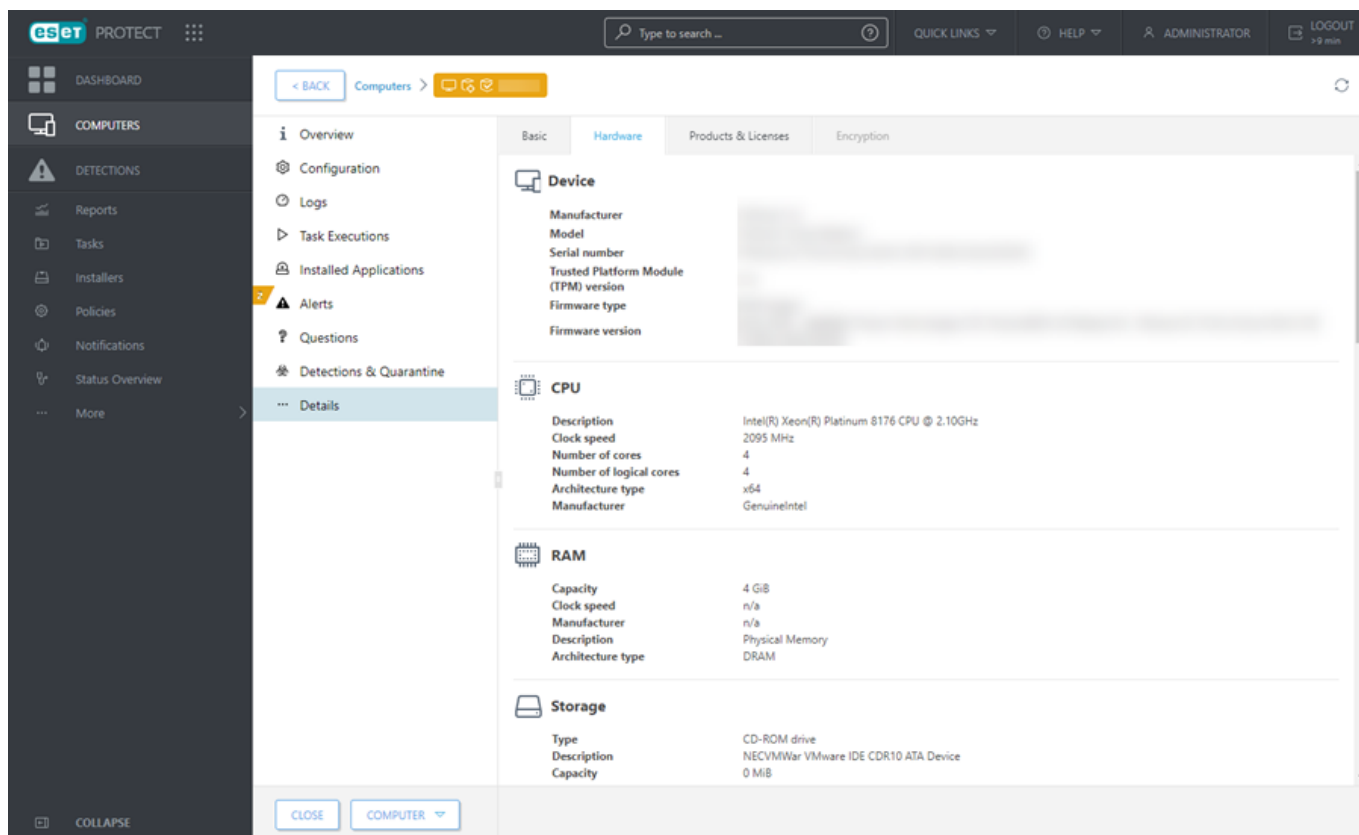 eset PROTECT
Type to search ...
QUICK LINKS
HELP
ADMINISTRATOR
LOGOUT
>9 min
DASHBOARD
COMPUTERS
DETECTIONS
Reports
Tasks
Installers
Policies
Notifications
Status Overview
... More
COLLAPSE
< BACK
Computers >
Overview
Configuration
Logs
Task Executions
Installed Applications
2
Alerts
Questions
Detections & Quarantine
... Details
Basic
Hardware
Products & Licenses
Encryption
Device
Manufacturer
Model
Serial number
Trusted Platform Module
(TPM) version
Firmware type
Firmware version
CPU
Description Intel(R) Xeon(R) Platinum 8176 CPU @ 2.10GHz
Clock speed 2095 MHz
Number of cores 4
Number of logical cores 4
Architecture type x64
Manufacturer GenuineIntel
RAM
Capacity 4 GiB
Clock speed n/a
Manufacturer n/a
Description Physical Memory
Architecture type DRAM
Storage
Type CD-ROM drive
Description NECVMWar VMware IDE CDR10 ATA Device
Capacity 0 MiB
CLOSE
COMPUTER